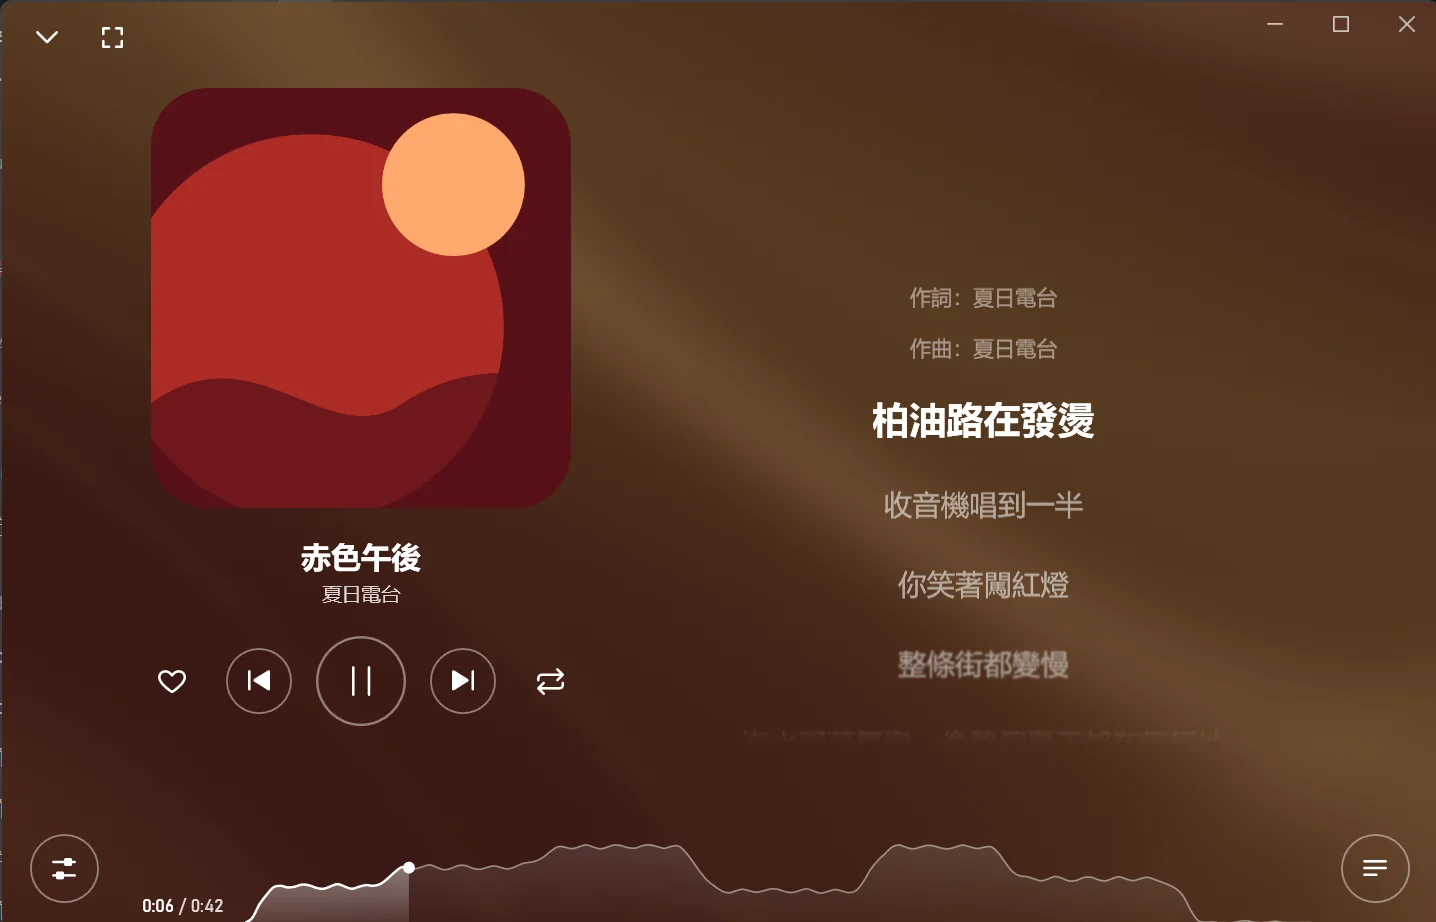 作詞：夏日電台
作曲：夏日電台
柏油路在發燙
收音機唱到一半
你笑著闖紅燈
整條街都變慢
赤色午後
夏日電台
0:06 / 0:42